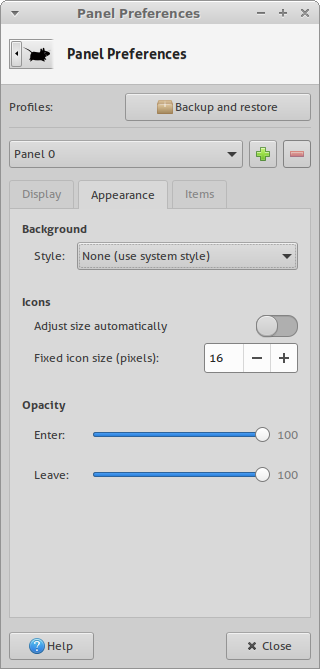 Panel Preferences
Panel Preferences
Profiles: Backup and restore
Panel 0
Display Appearance Items
Background
Style: None (use system style)
Icons
Adjust size automatically
Fixed icon size (pixels): 16
Opacity
Enter: 100
Leave: 100
Help Close